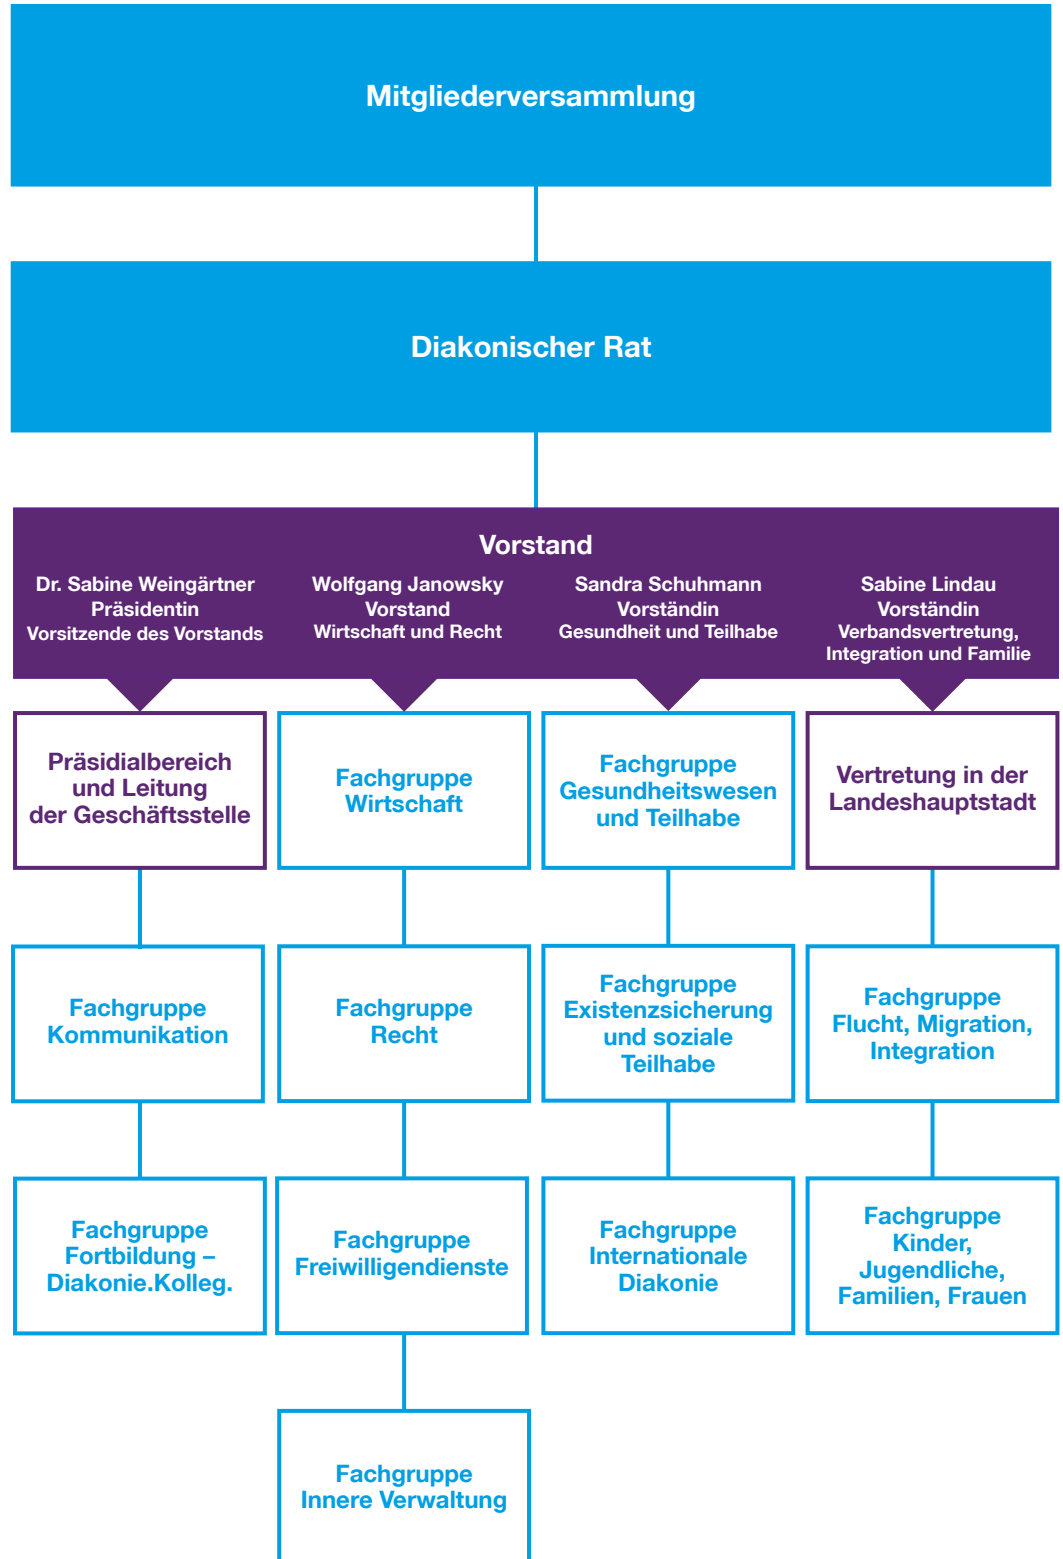 Mitgliederversammlung
Diakonischer Rat
Vorstand
Dr. Sabine Weingärtner
Präsidentin
Vorsitzende des Vorstands
Wolfgang Janowsky
Vorstand
Wirtschaft und Recht
Sandra Schuhmann
Vorständin
Gesundheit und Teilhabe
Sabine Lindau
Vorständin
Verbandsvertretung,
Integration und Familie
Präsidialbereich
und Leitung
der Geschäftsstelle
Fachgruppe
Wirtschaft
Fachgruppe
Gesundheitswesen
und Teilhabe
Vertretung in der
Landeshauptstadt
Fachgruppe
Kommunikation
Fachgruppe
Recht
Fachgruppe
Existenzsicherung
und soziale
Teilhabe
Fachgruppe
Flucht, Migration,
Integration
Fachgruppe
Fortbildung –
Diakonie.Kolleg.
Fachgruppe
Freiwilligendienste
Fachgruppe
Internationale
Diakonie
Fachgruppe
Kinder,
Jugendliche,
Familien, Frauen
Fachgruppe
Innere Verwaltung